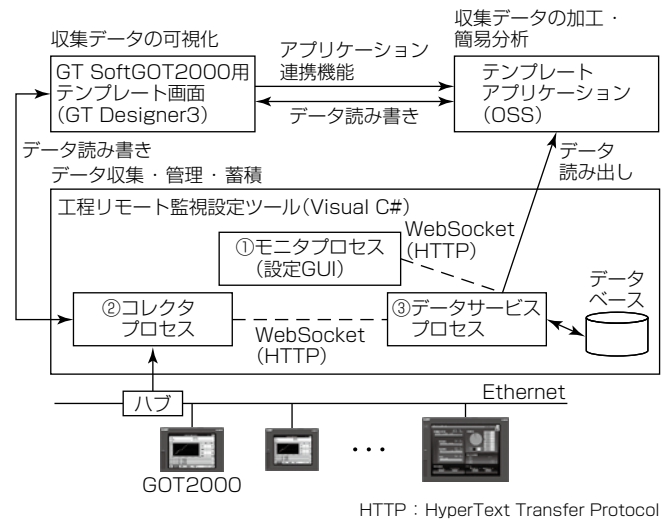 収集データの可視化
GT SoftGOT2000用
テンプレート画面
(GT Designer3)
アプリケーション
連携機能
データ読み書き
収集データの加工・
簡易分析
テンプレート
アプリケーション
(OSS)
データ読み書き
データ
読み出し
データ収集・管理・蓄積
工程リモート監視設定ツール(Visual C#)
①モニタプロセス
(設定GUI)
WebSocket
(HTTP)
②コレクタ
プロセス
WebSocket
(HTTP)
③データサービス
プロセス
データ
ベース
ハブ
Ethernet
GOT2000
・・・
HTTP：HyperText Transfer Protocol